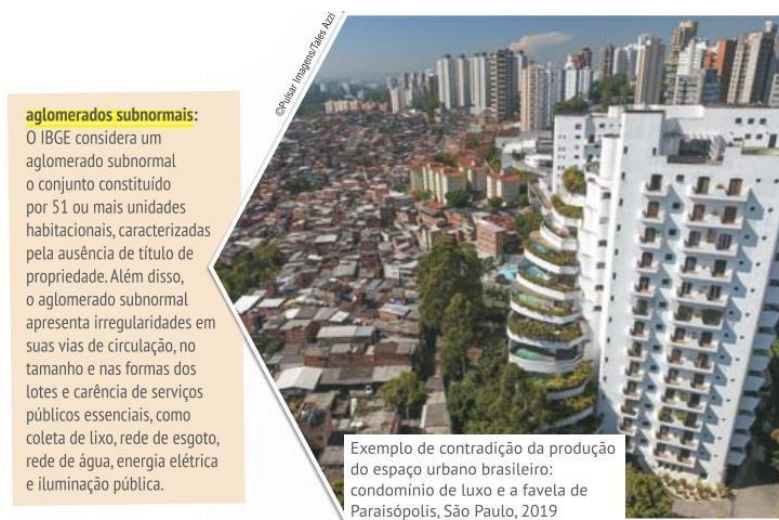 ©Pulsar Imagens/Tales Azzi
aglomerados subnormais:
O IBGE considera um
aglomerado subnormal
o conjunto constituído
por 51 ou mais unidades
habitacionais, caracterizadas
pela ausência de título de
propriedade. Além disso,
o aglomerado subnormal
apresenta irregularidades em
suas vias de circulação, no
tamanho e nas formas dos
lotes e carência de serviços
públicos essenciais, como
coleta de lixo, rede de esgoto,
rede de água, energia elétrica
e iluminação pública.
Exemplo de contradição da produção
do espaço urbano brasileiro:
condomínio de luxo e a favela de
Paraisópolis, São Paulo, 2019